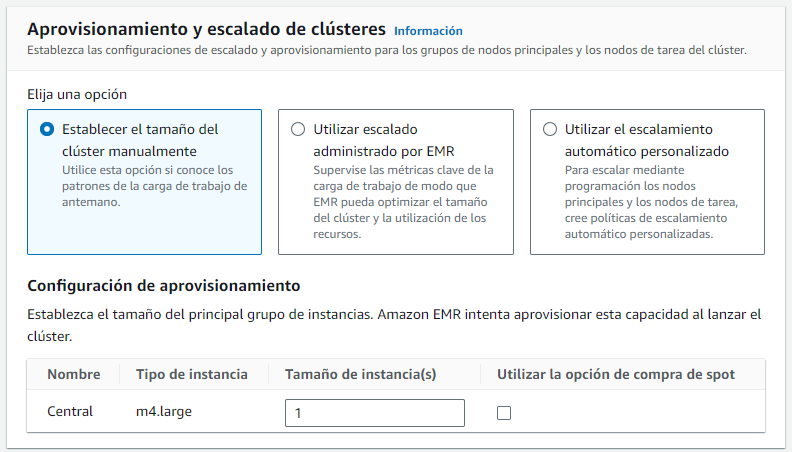 Aprovisionamiento y escalado de clústeres Información
Establezca las configuraciones de escalado y aprovisionamiento para los grupos de nodos principales y los nodos de tarea del clúster.
Elija una opción
Establecer el tamaño del
clúster manualmente
Utilice esta opción si conoce los
patrones de la carga de trabajo de
antemano.
Utilizar escalado
administrado por EMR
Supervise las métricas clave de la
carga de trabajo de modo que
EMR pueda optimizar el tamaño
del clúster y la utilización de los
recursos.
Utilizar el escalamiento
automático personalizado
Para escalar mediante
programación los nodos
principales y los nodos de tarea,
cree políticas de escalamiento
automático personalizadas.
Configuración de aprovisionamiento
Establezca el tamaño del principal grupo de instancias. Amazon EMR intenta aprovisionar esta capacidad al lanzar el
clúster.
Nombre Tipo de instancia Tamaño de instancia(s) Utilizar la opción de compra de spot
Central m4.large 1